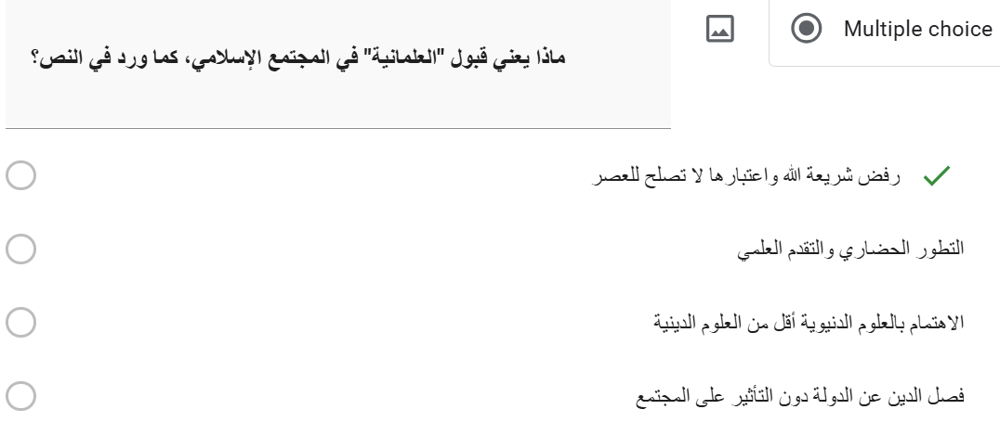 Multiple choice
ماذا يعني قبول "العلمانية" في المجتمع الإسلامي، كما ورد في النص؟
رفض شريعة الله واعتبارها لا تصلح للعصر
التطور الحضاري والتقدم العلمي
الاهتمام بالعلوم الدنيوية أقل من العلوم الدينية
فصل الدين عن الدولة دون التأثير على المجتمع